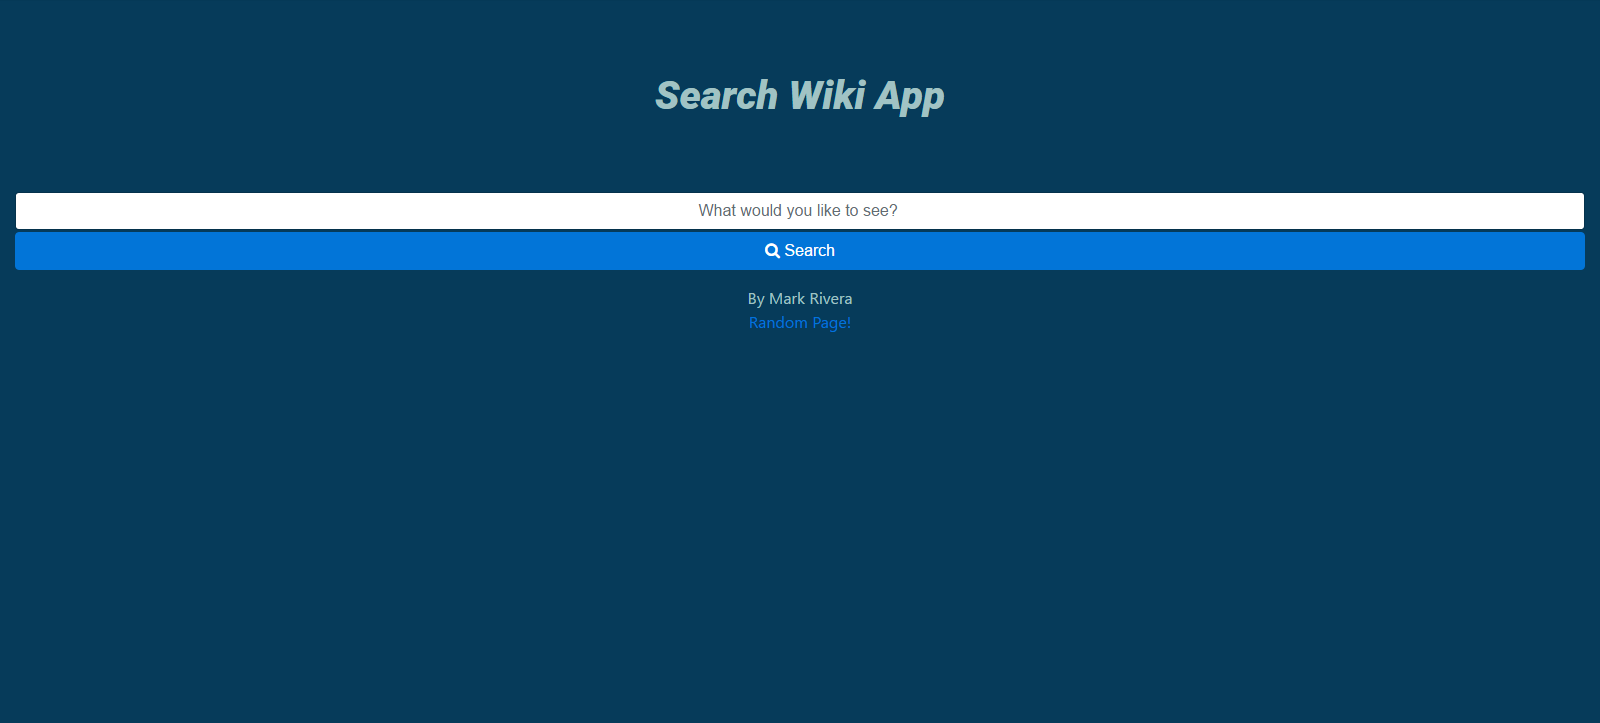 Search Wiki App
What would you like to see?
Search
By Mark Rivera
Random Page!